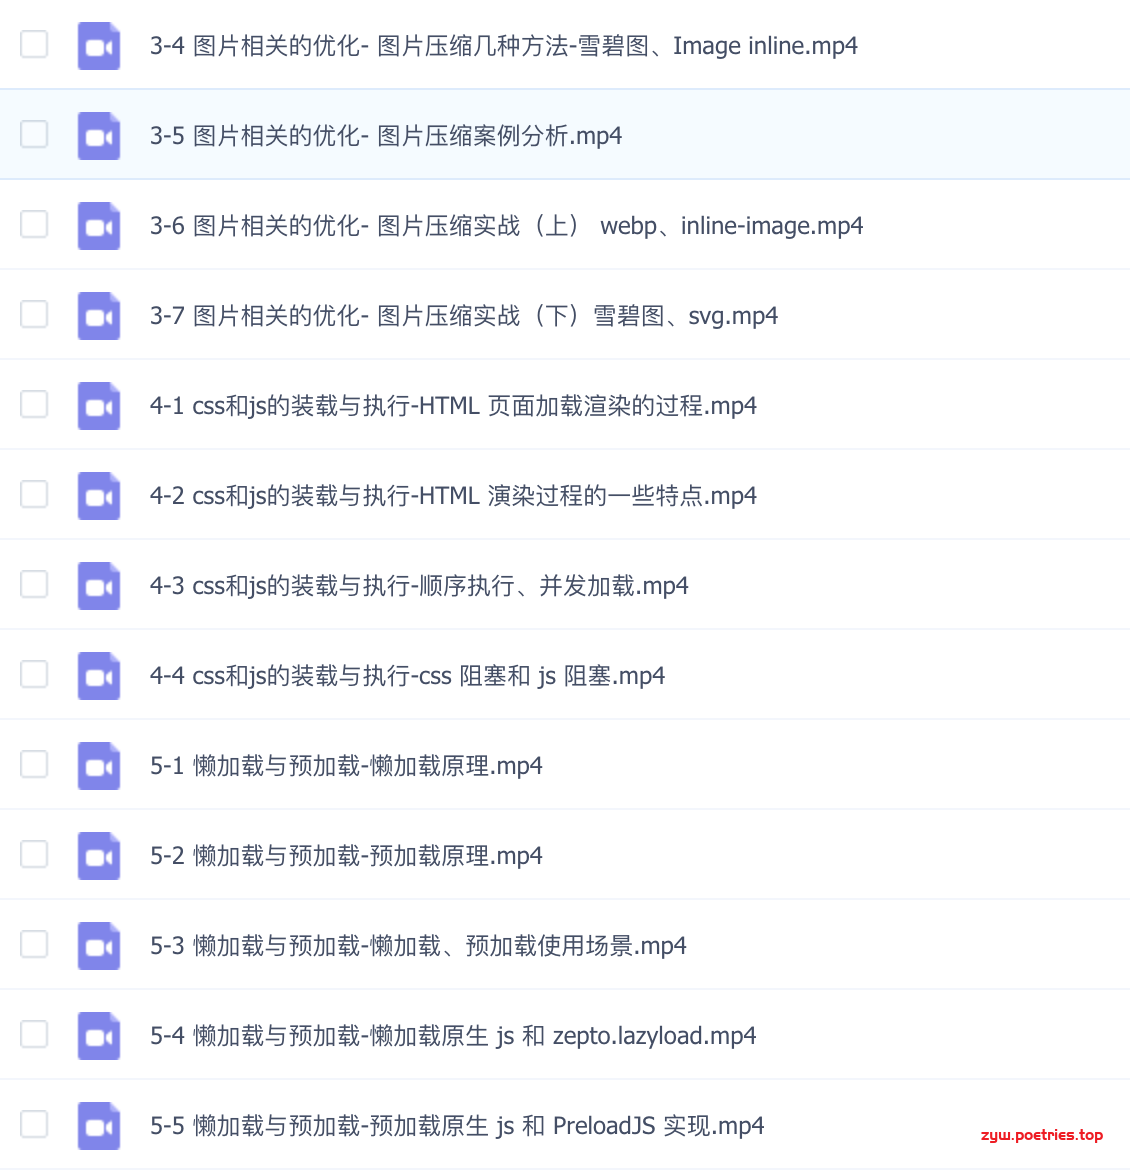 3-4 图片相关的优化- 图片压缩几种方法-雪碧图、Image inline.mp4
3-5 图片相关的优化- 图片压缩案例分析.mp4
3-6 图片相关的优化- 图片压缩实战（上） webp、inline-image.mp4
3-7 图片相关的优化- 图片压缩实战（下）雪碧图、svg.mp4
4-1 css和js的装载与执行-HTML 页面加载渲染的过程.mp4
4-2 css和js的装载与执行-HTML 演染过程的一些特点.mp4
4-3 css和js的装载与执行-顺序执行、并发加载.mp4
4-4 css和js的装载与执行-css 阻塞和 js 阻塞.mp4
5-1 懒加载与预加载-懒加载原理.mp4
5-2 懒加载与预加载-预加载原理.mp4
5-3 懒加载与预加载-懒加载、预加载使用场景.mp4
5-4 懒加载与预加载-懒加载原生 js 和 zepto.lazyload.mp4
5-5 懒加载与预加载-预加载原生 js 和 PreloadJS 实现.mp4
zyw.poetries.top